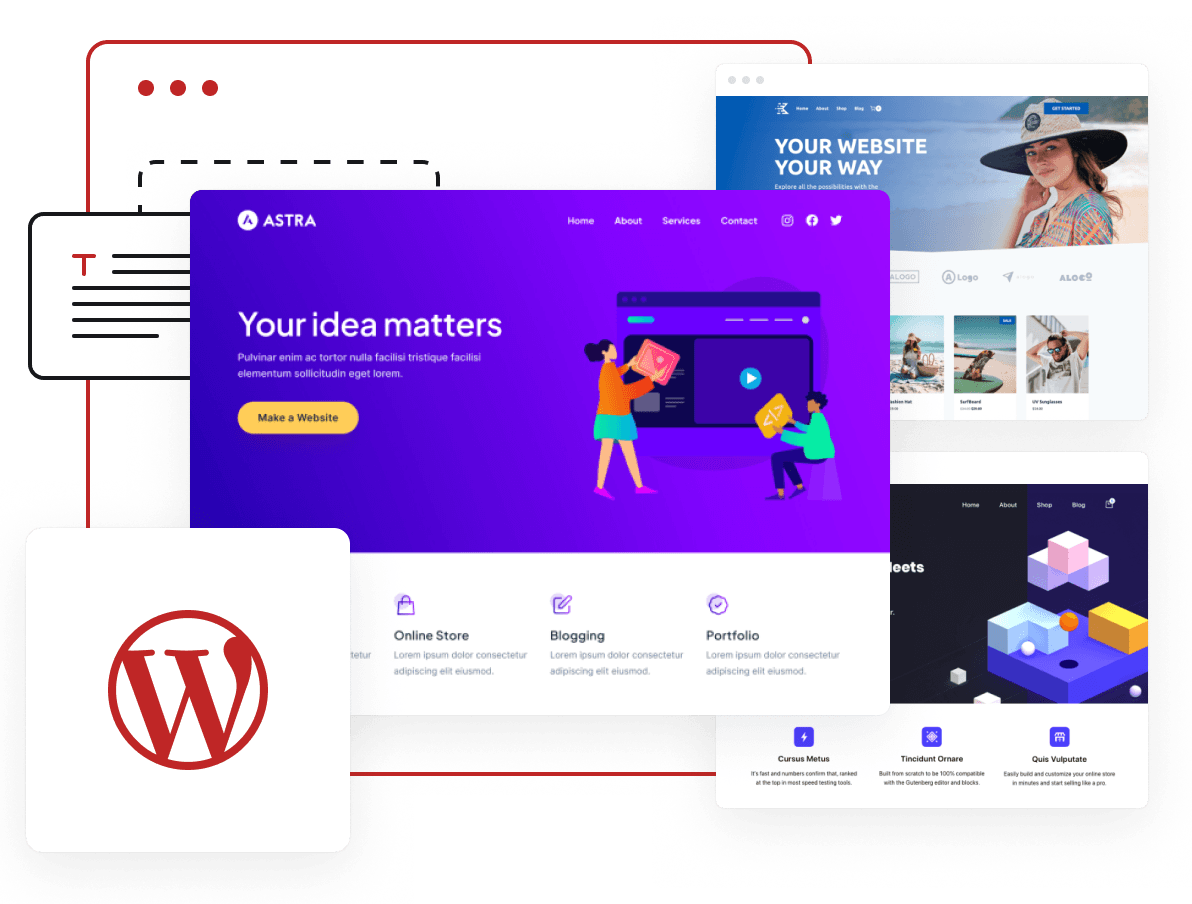 YOUR WEBSITE
YOUR WAY
Explore all the possibilities with the
Home
About
Shop
Blog
GET STARTED
ALOGO
Logo
SALE
SurfBoard
UV Sunglasses
T
ASTRA
Home
About
Services
Contact
Your idea matters
Pulvinar enim ac tortor nulla facilisi tristique facilisi
elementum sollicitudin eget lorem.
Make a Website
tetur
Online Store
Lorem ipsum dolor consectetur
adipiscing elit eiusmod.
Blogging
Lorem ipsum dolor consectetur
adipiscing elit eiusmod.
Portfolio
Lorem ipsum dolor consectetur
adipiscing elit eiusmod.
Home
About
Shop
Blog
Cursus Metus
It's fast and numbers confirm that, ranked
at the top in most speed testing tools.
Tincidunt Ornare
Built from scratch to be 100% compatible
with the Gutenberg editor and blocks.
Quis Vulputate
Easily build and customize your online store
in minutes and start selling like a pro.
W